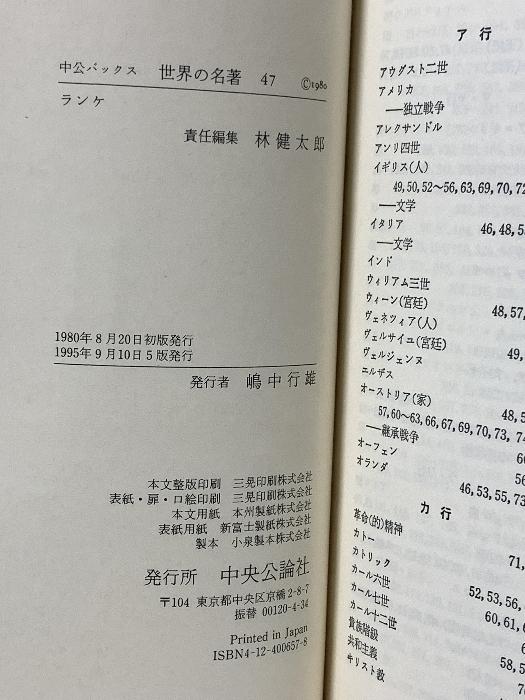 中公バックス 世界の名著 47 ©1980
ランケ
責任編集 林健太郎
1980年8月20日初版発行
1995年9月10日5版発行
発行者 嶋中行雄
本文整版印刷 三晃印刷株式会社
表紙・扉・口絵印刷 三晃印刷株式会社
本文用紙 本州製紙株式会社
表紙用紙 新富士製紙株式会社
製本 小泉製本株式会社
発行所 中央公論社
〒104 東京都中央区京橋2-8-7
振替 00120-4-34
Printed in Japan
ISBN4-12-400657-8
ア行
アウグスト二世
アメリカ
——独立戦争
アレクサンドル
アンリ四世
イギリス(人)
49, 50, 52〜56, 63, 69, 70, 72
——文学
イタリア 46, 48, 5
——文学
インド
ウィリアム三世
ウィーン(宮廷) 48, 57,
ヴェネツィア(人)
ヴェルサイユ(宮廷) 49,
ヴェルジェンヌ
エルザス
オーストリア(家) 48, 5
57, 60〜63, 66, 67, 69, 70, 73, 74
——継承戦争 6
オーフェン 56
オランダ
46, 53, 55, 73
カ行
革命(的)精神
カトー
カトリック 71,
カール六世
カール七世 52, 53, 56,
カール十二世 60, 61, 6
貴族階級 6
共和主義 58, 5
キリスト教 7